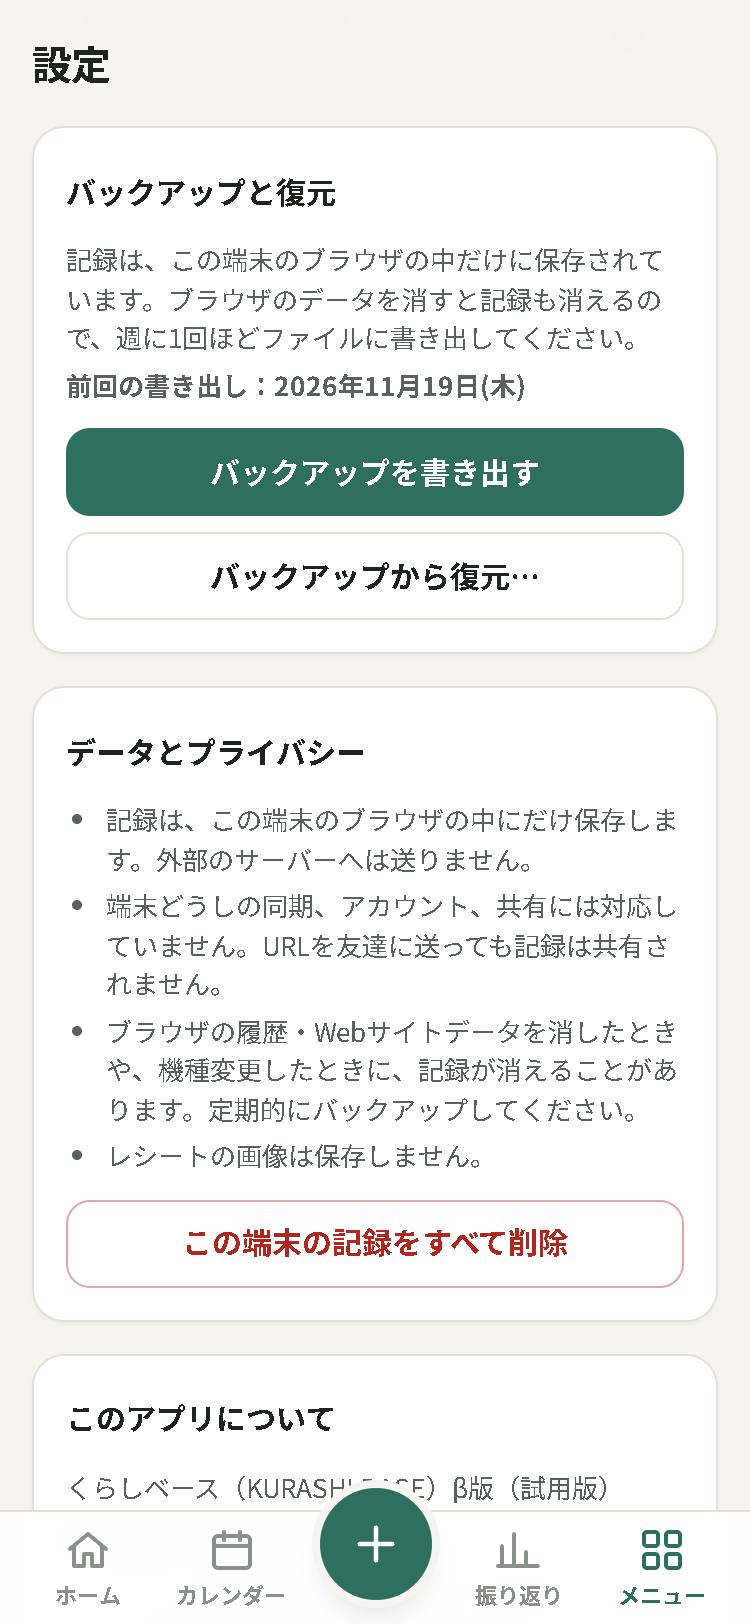 設定
バックアップと復元
記録は、この端末のブラウザの中だけに保存されて
います。ブラウザのデータを消すと記録も消えるの
で、週に1回ほどファイルに書き出してください。
前回の書き出し：2026年11月19日(木)
バックアップを書き出す
バックアップから復元…
データとプライバシー
• 記録は、この端末のブラウザの中にだけ保存しま
す。外部のサーバーへは送りません。
• 端末どうしの同期、アカウント、共有には対応し
ていません。URLを友達に送っても記録は共有さ
れません。
• ブラウザの履歴・Webサイトデータを消したとき
や、機種変更したときに、記録が消えることがあ
ります。定期的にバックアップしてください。
• レシートの画像は保存しません。
この端末の記録をすべて削除
このアプリについて
くらしベース（KURASHI BASE）β版（試用版）
ホーム
カレンダー
振り返り
メニュー